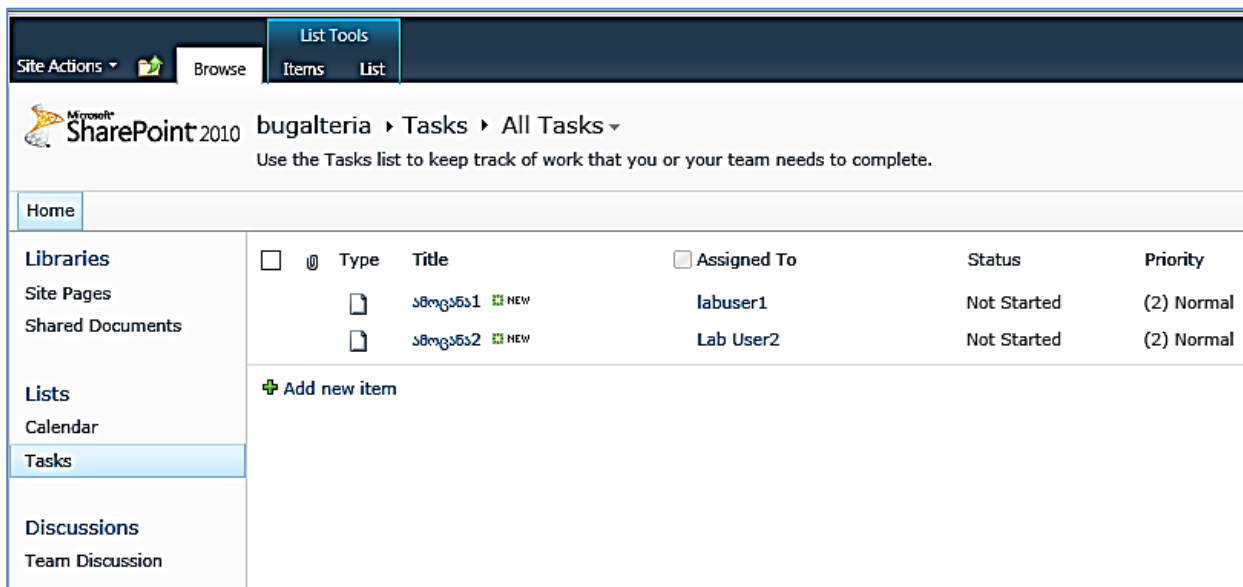 List Tools
Site Actions Browse Items List
Microsoft
SharePoint 2010 bugalteria Tasks All Tasks
Use the Tasks list to keep track of work that you or your team needs to complete.
Home
Libraries
Site Pages
Shared Documents
Lists
Calendar
Tasks
Discussions
Team Discussion
Type Title Assigned To Status Priority
ამოცანა1 NEW labuser1 Not Started (2) Normal
ამოცანა2 NEW Lab User2 Not Started (2) Normal
Add new item